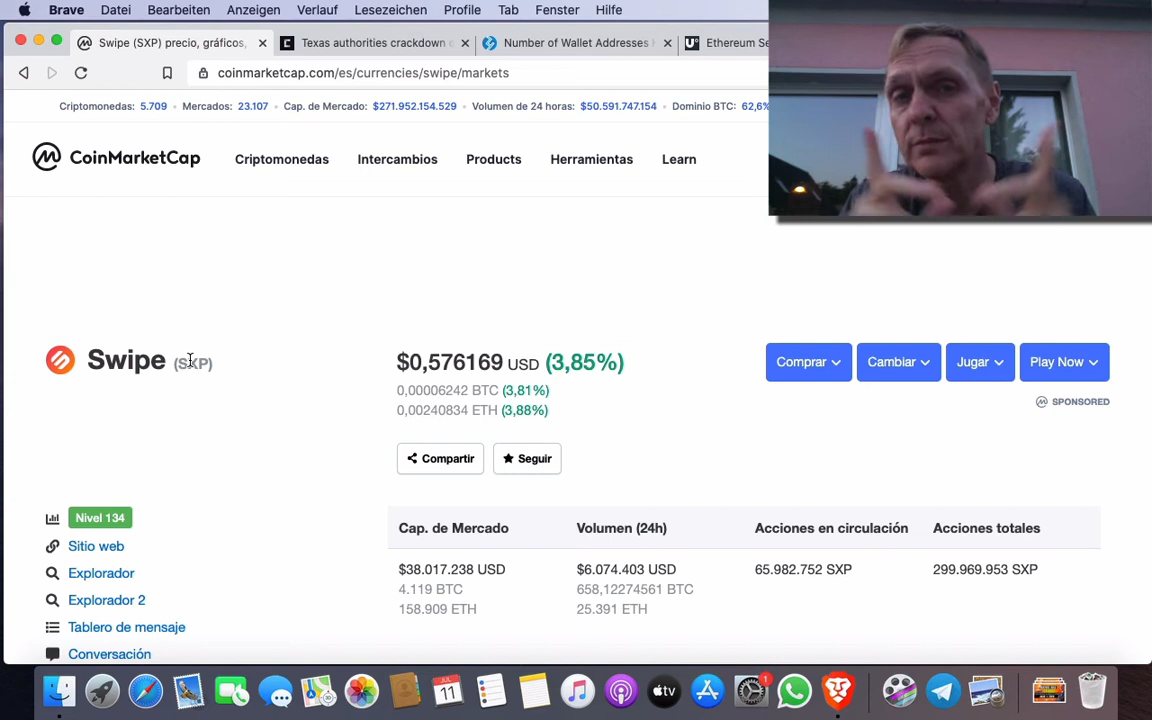 Brave Datei Bearbeiten Anzeigen Verlauf Lesezeichen Profile Tab Fenster Hilfe
Swipe (SXP) precio, gráficos, Texas authorities crackdown Number of Wallet Addresses Ethereum Se
coinmarketcap.com/es/currencies/swipe/markets
Criptomonedas: 5.709 • Mercados: 23.107 • Cap. de Mercado: $271.952.154.529 • Volumen de 24 horas: $50.591.747.154 • Dominio BTC: 62,6%
CoinMarketCap Criptomonedas Intercambios Products Herramientas Learn
Swipe (SXP) $0,576169 USD (3,85%) Comprar Cambiar Jugar Play Now
0,00006242 BTC (3,81%)
0,00240834 ETH (3,88%)
SPONSORED
Compartir Seguir
Nivel 134
Sitio web
Explorador
Explorador 2
Tablero de mensaje
Conversación
Cap. de Mercado Volumen (24h) Acciones en circulación Acciones totales
$38.017.238 USD $6.074.403 USD 65.982.752 SXP 299.969.953 SXP
4.119 BTC 658,12274561 BTC
158.909 ETH 25.391 ETH
JUL
11
tv
1